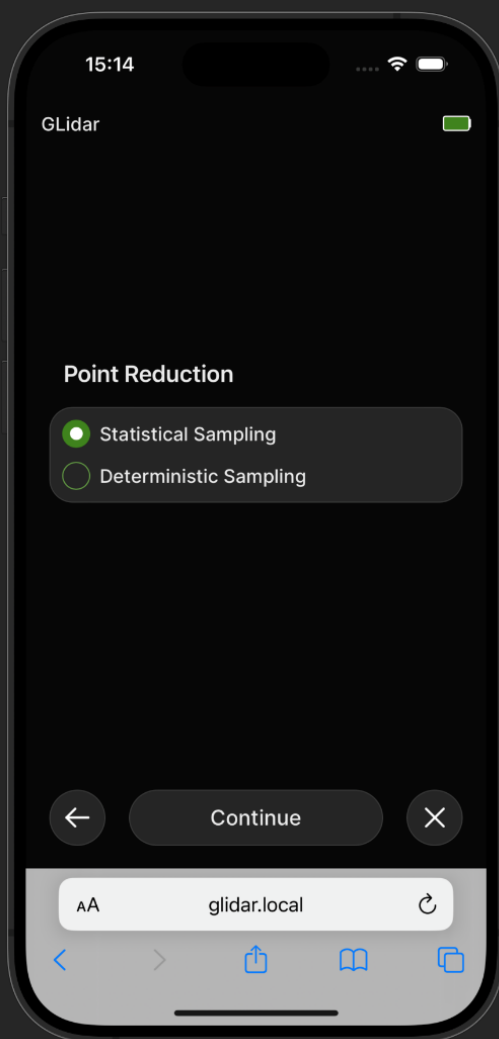 15:14
GLidar
Point Reduction
Statistical Sampling
Deterministic Sampling
Continue
AA glidar.local